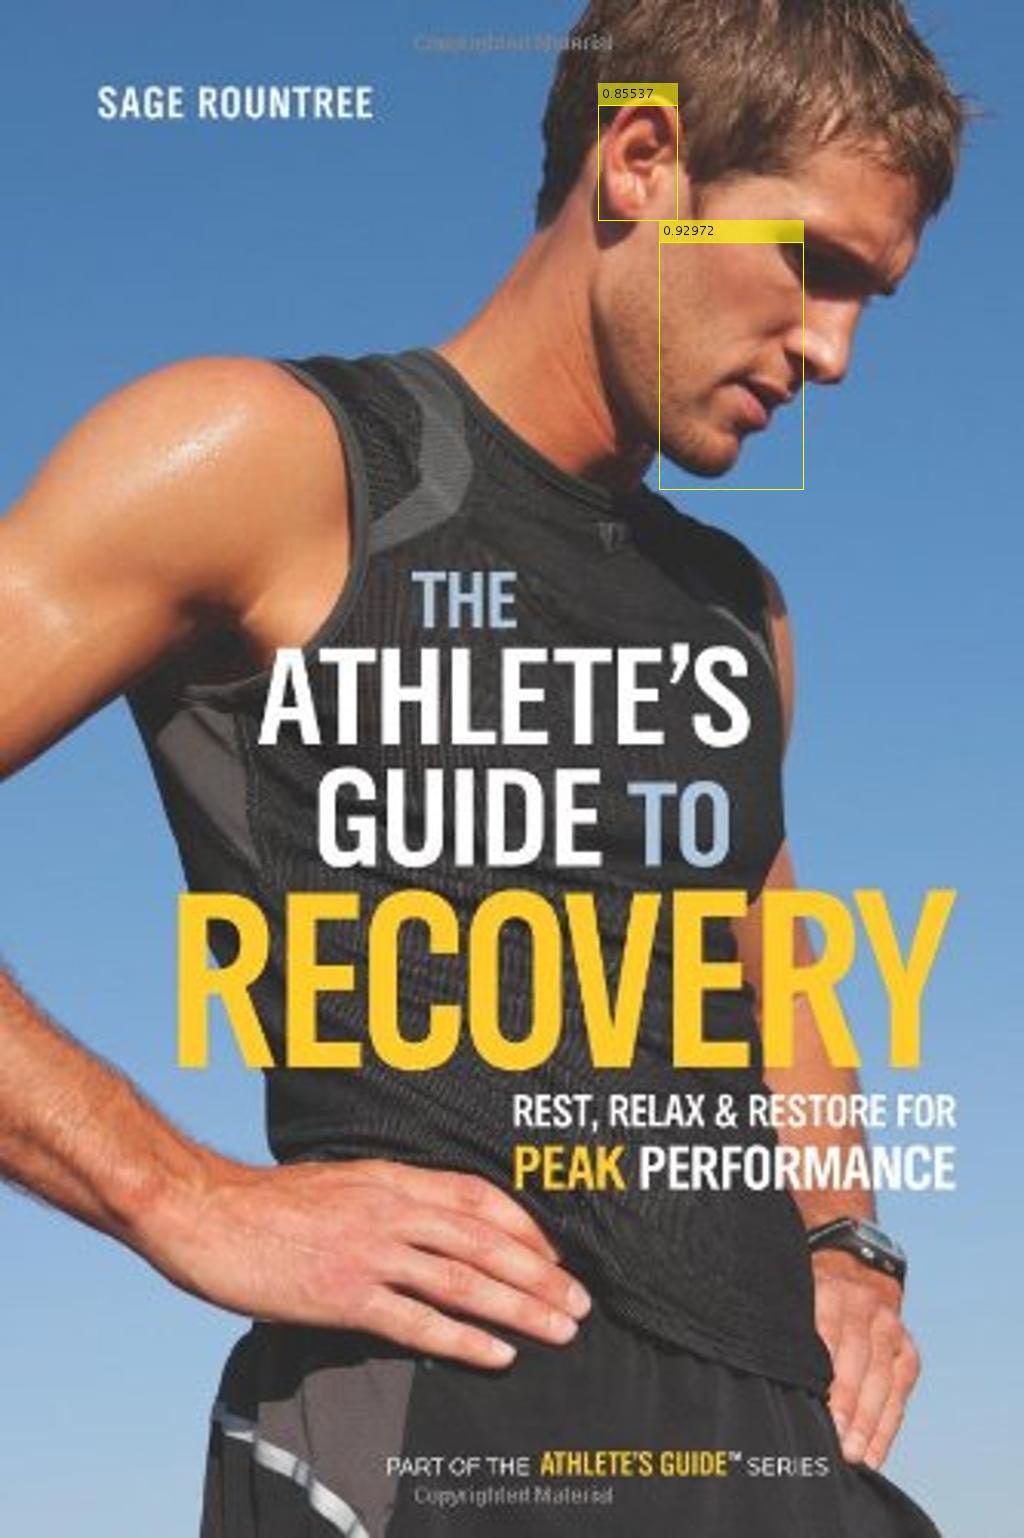 Copyrighted Material
SAGE ROUNTREE
0.85537
0.92972
THE
ATHLETE'S
GUIDE TO
RECOVERY
REST, RELAX & RESTORE FOR
PEAK PERFORMANCE
PART OF THE ATHLETE'S GUIDE™ SERIES
Copyrighted Material